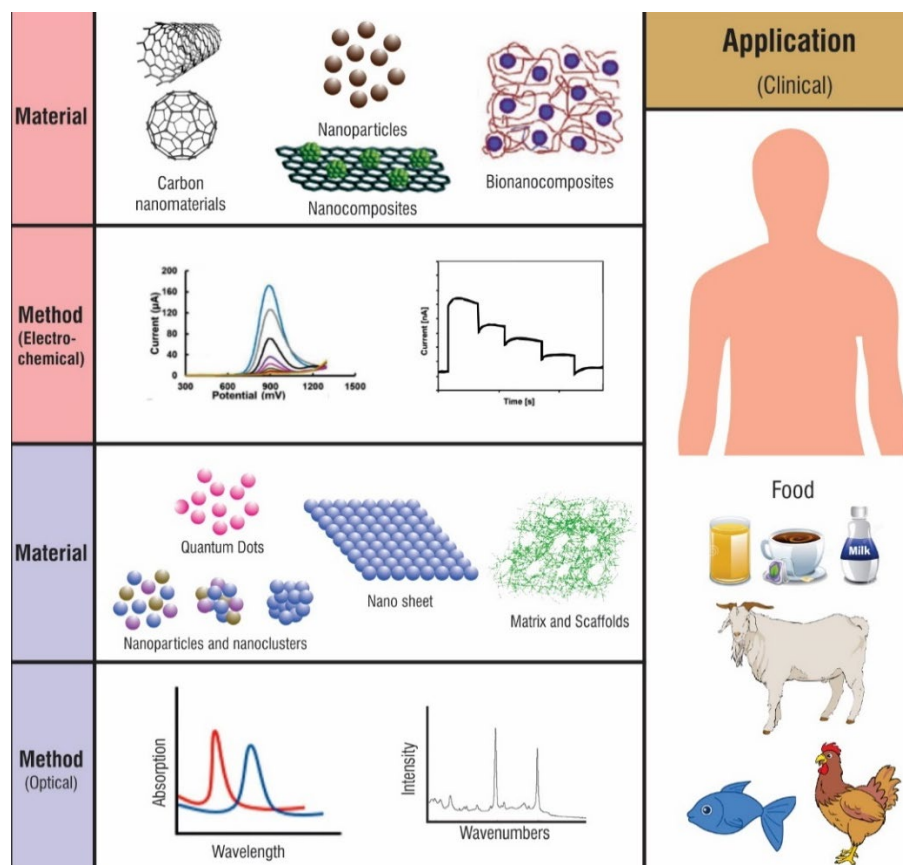 Material
Carbon
nanomaterials
Nanoparticles
Nanocomposites
Bionanocomposites
Method
(Electro-
chemical)
Current (µA)
200
160
120
80
40
0
300
600
900
1200
1500
Potential (mV)
Current [nA]
Time [s]
Material
Quantum Dots
Nanoparticles and nanoclusters
Nano sheet
Matrix and Scaffolds
Method
(Optical)
Absorption
Wavelength
Intensity
Wavenumbers
Application
(Clinical)
Food
Milk